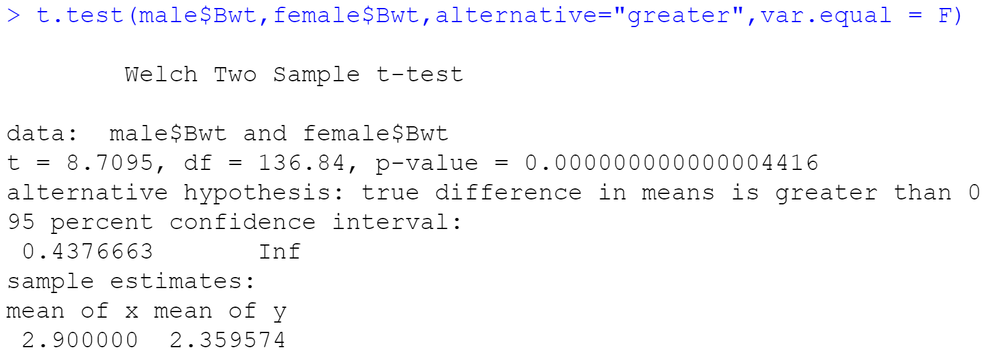 > t.test(male$Bwt,female$Bwt,alternative="greater",var.equal = F)
Welch Two Sample t-test
data:  male$Bwt and female$Bwt
t = 8.7095, df = 136.84, p-value = 0.000000000000004416
alternative hypothesis: true difference in means is greater than 0
95 percent confidence interval:
 0.4376663       Inf
sample estimates:
mean of x mean of y
 2.900000  2.359574